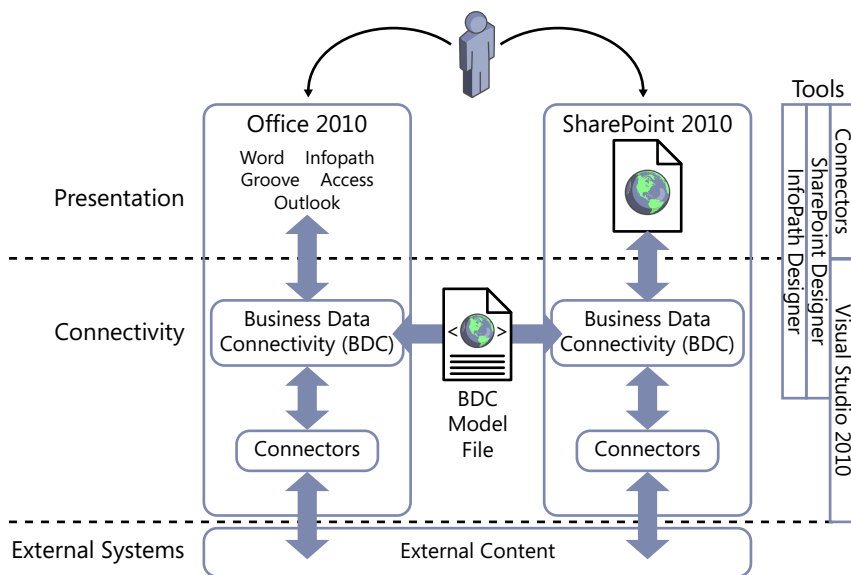 Tools
Office 2010
SharePoint 2010
Word Infopath
Groove Access
Outlook
Presentation
Connectors
SharePoint Designer
InfoPath Designer
Connectivity
Business Data
Connectivity (BDC)
< >
Business Data
Connectivity (BDC)
Visual Studio 2010
BDC
Model
File
Connectors
Connectors
External Systems
External Content